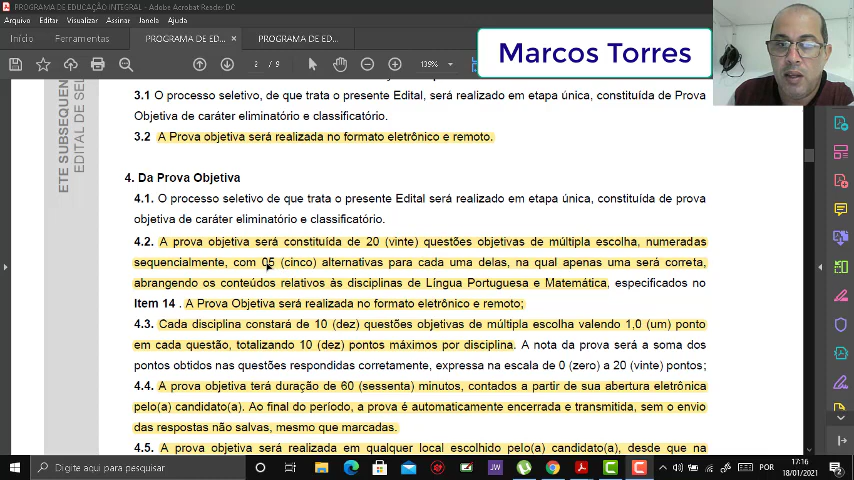 PROGRAMA DE EDUCAÇÃO INTEGRAL - Adobe Acrobat Reader DC
Arquivo Editar Visualizar Assinar Janela Ajuda
Início Ferramentas PROGRAMA DE ED... × PROGRAMA DE ED...
2 / 9 139%
Marcos Torres
ETE SUBSEQUEN
EDITAL DE SEL
3.1 O processo seletivo, de que trata o presente Edital, será realizado em etapa única, constituída de Prova
Objetiva de caráter eliminatório e classificatório.
3.2 A Prova objetiva será realizada no formato eletrônico e remoto.
4. Da Prova Objetiva
4.1. O processo seletivo de que trata o presente Edital será realizado em etapa única, constituída de prova
objetiva de caráter eliminatório e classificatório.
4.2. A prova objetiva será constituída de 20 (vinte) questões objetivas de múltipla escolha, numeradas
sequencialmente, com 05 (cinco) alternativas para cada uma delas, na qual apenas uma será correta,
abrangendo os conteúdos relativos às disciplinas de Língua Portuguesa e Matemática, especificados no
Item 14 . A Prova Objetiva será realizada no formato eletrônico e remoto;
4.3. Cada disciplina constará de 10 (dez) questões objetivas de múltipla escolha valendo 1,0 (um) ponto
em cada questão, totalizando 10 (dez) pontos máximos por disciplina. A nota da prova será a soma dos
pontos obtidos nas questões respondidas corretamente, expressa na escala de 0 (zero) a 20 (vinte) pontos;
4.4. A prova objetiva terá duração de 60 (sessenta) minutos, contados a partir de sua abertura eletrônica
pelo(a) candidato(a). Ao final do período, a prova é automaticamente encerrada e transmitida, sem o envio
das respostas não salvas, mesmo que marcadas.
4.5. A prova objetiva será realizada em qualquer local escolhido pelo(a) candidato(a), desde que na
Digite aqui para pesquisar
JW
POR
17:16
18/01/2021